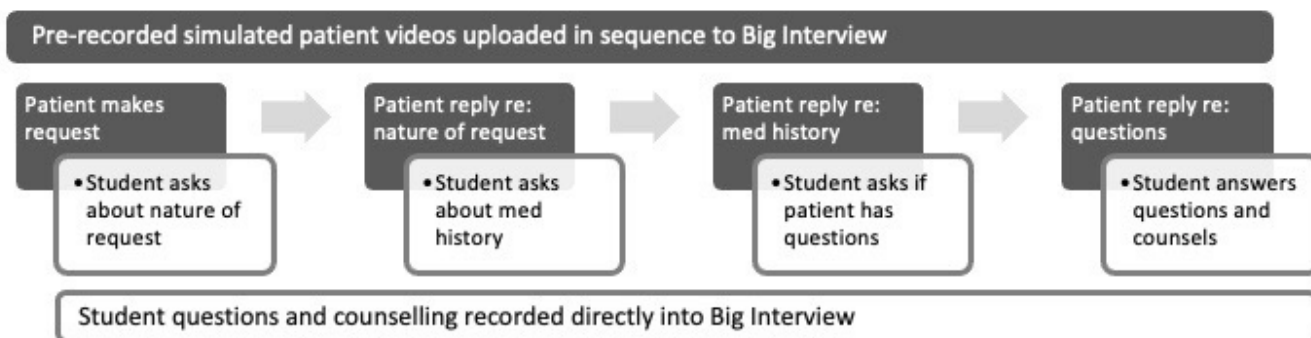 Pre-recorded simulated patient videos uploaded in sequence to Big Interview
Patient makes
request
•Student asks
about nature of
request
Patient reply re:
nature of request
•Student asks
about med
history
Patient reply re:
med history
•Student asks if
patient has
questions
Patient reply re:
questions
•Student answers
questions and
counsels
Student questions and counselling recorded directly into Big Interview